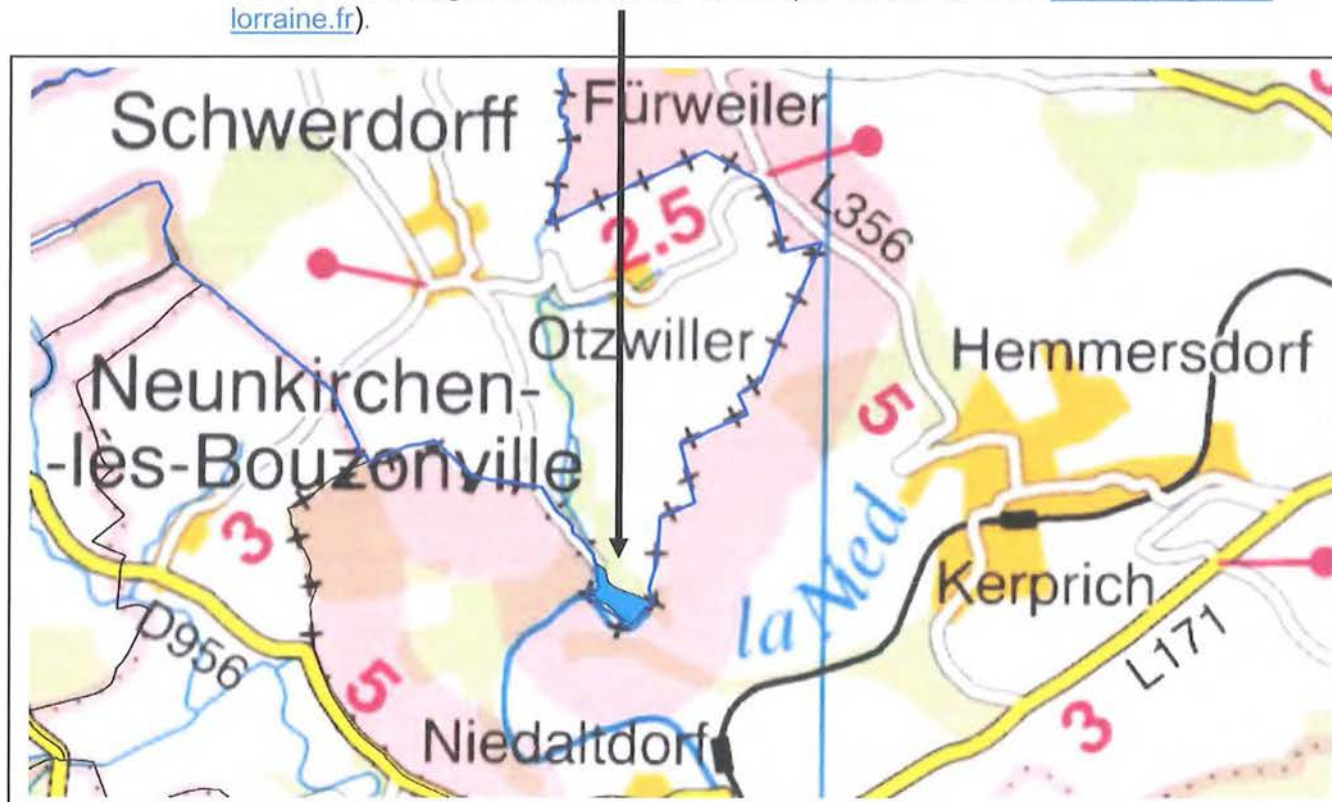 lorraine.fr).
Schwerdorff
Fürweiler
L356
2.5
Otzwiller
Hemmersdorf
Neunkirchen-
-lès-Bouzonville
5
3
la Nied
Kerprich
D956
5
L171
3
Niedaltdorf